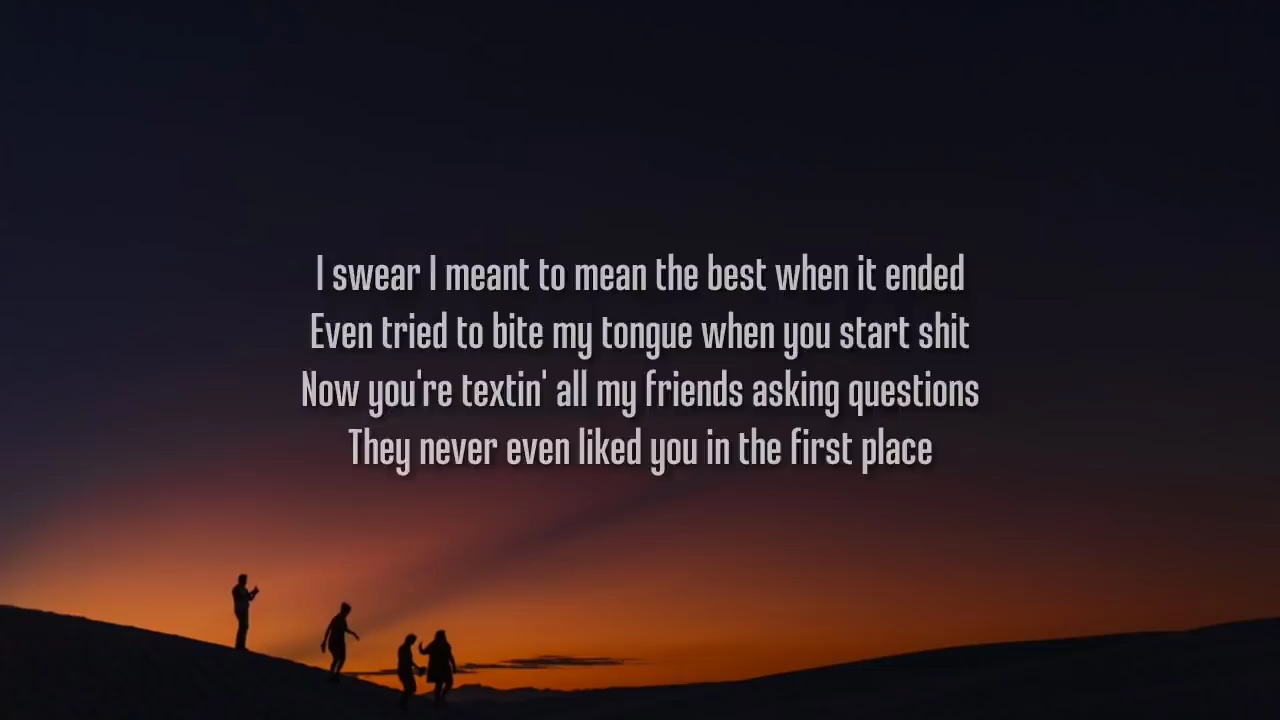 I swear I meant to mean the best when it ended
Even tried to bite my tongue when you start shit
Now you're textin' all my friends asking questions
They never even liked you in the first place